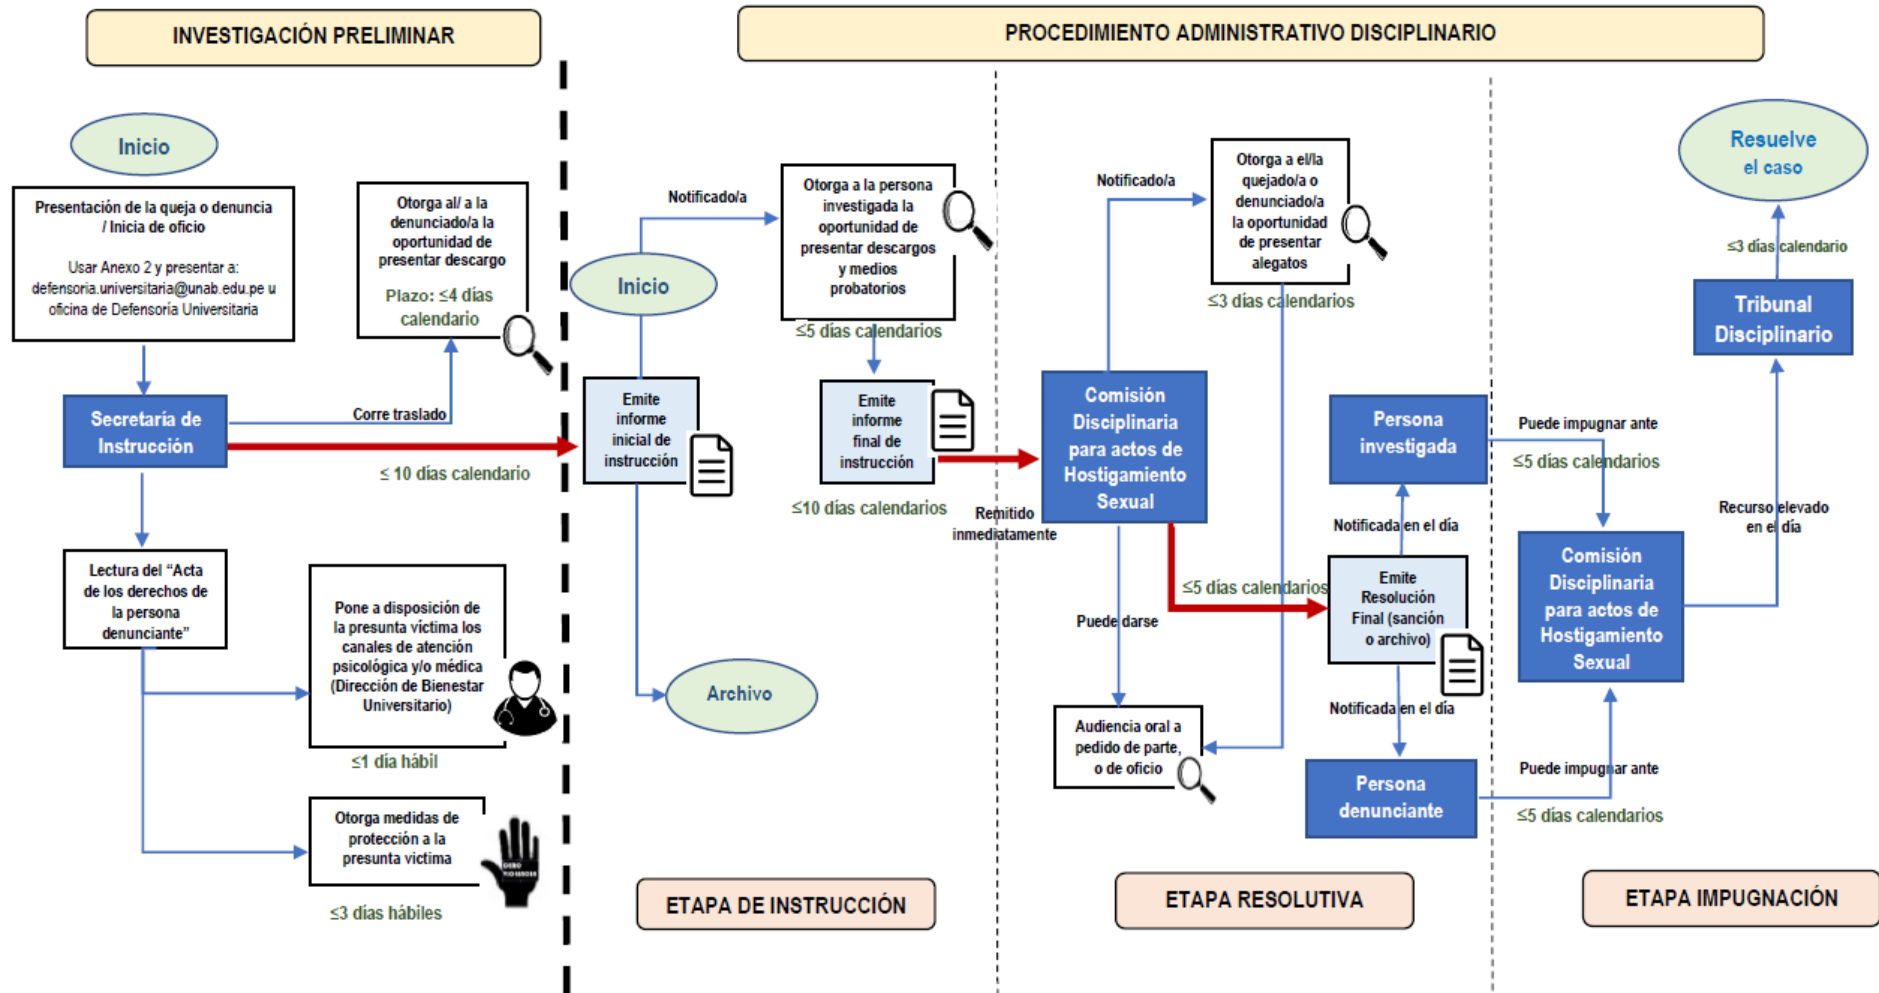 INVESTIGACIÓN PRELIMINAR
PROCEDIMIENTO ADMINISTRATIVO DISCIPLINARIO
Inicio
Presentación de la queja o denuncia
/ Inicia de oficio
Usar Anexo 2 y presentar a:
defensoria.universitaria@unab.edu.pe u
oficina de Defensoría Universitaria
Otorga al/ a la
denunciado/a la
oportunidad de
presentar descargo
Plazo: ≤4 días
calendario
Secretaría de
Instrucción
Corre traslado
≤ 10 días calendario
Lectura del “Acta
de los derechos de
la persona
denunciante”
Pone a disposición de
la presunta víctima los
canales de atención
psicológica y/o médica
(Dirección de Bienestar
Universitario)
≤1 día hábil
Otorga medidas de
protección a la
presunta victima
≤3 días hábiles
Inicio
Notificado/a
Otorga a la persona
investigada la
oportunidad de
presentar descargos
y medios
probatorios
≤5 días calendarios
Emite
informe
inicial de
instrucción
Emite
informe
final de
instrucción
≤10 días calendarios
Archivo
ETAPA DE INSTRUCCIÓN
Remitido
inmediatamente
Notificado/a
Otorga a el/la
quejado/a o
denunciado/a
la oportunidad
de presentar
alegatos
≤3 días calendarios
Comisión
Disciplinaria
para actos de
Hostigamiento
Sexual
≤5 días calendarios
Puede darse
Audiencia oral a
pedido de parte,
o de oficio
Persona
investigada
Notificada en el día
Emite
Resolución
Final (sanción
o archivo)
Notificada en el día
Persona
denunciante
ETAPA RESOLUTIVA
Puede impugnar ante
≤5 días calendarios
Comisión
Disciplinaria
para actos de
Hostigamiento
Sexual
Puede impugnar ante
≤5 días calendarios
Recurso elevado
en el día
Tribunal
Disciplinario
≤3 días calendario
Resuelve
el caso
ETAPA IMPUGNACIÓN